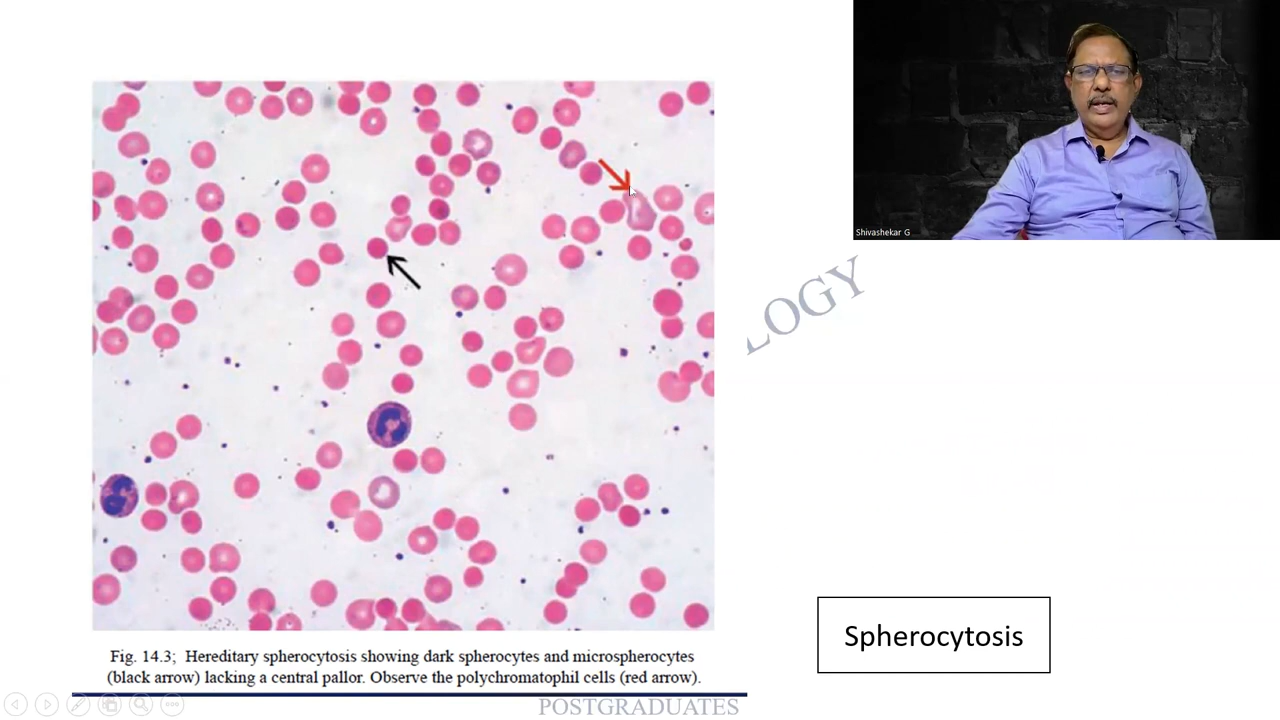 Shivashekar G
LOGY
Fig. 14.3; Hereditary spherocytosis showing dark spherocytes and microspherocytes
(black arrow) lacking a central pallor. Observe the polychromatophil cells (red arrow).
Spherocytosis
POSTGRADUATES